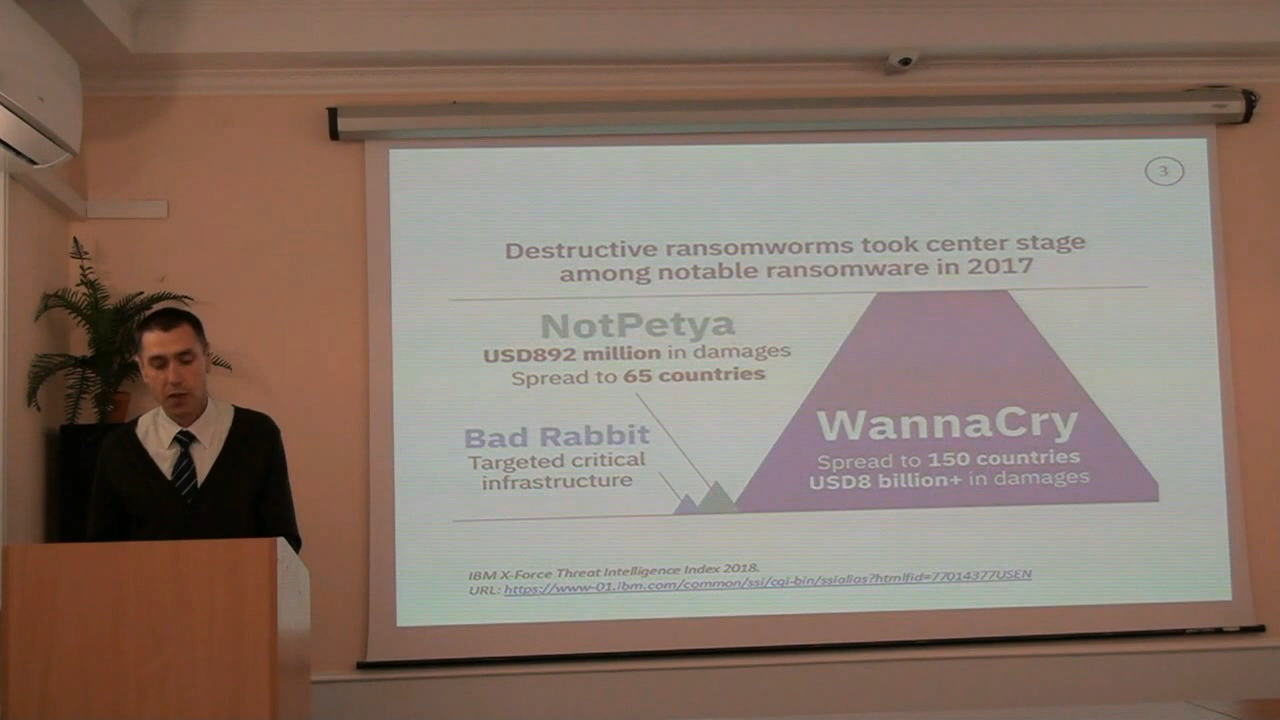 3
Destructive ransomworms took center stage
among notable ransomware in 2017
NotPetya
USD892 million in damages
Spread to 65 countries
Bad Rabbit
Targeted critical
infrastructure
WannaCry
Spread to 150 countries
USD8 billion+ in damages
IBM X-Force Threat Intelligence Index 2018.
URL: https://www-01.ibm.com/common/ssi/cgi-bin/ssialias?htmlfid=77014377USEN